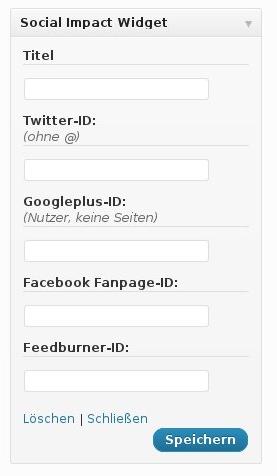 Social Impact Widget
Titel
Twitter-ID:
(ohne @)
Googleplus-ID:
(Nutzer, keine Seiten)
Facebook Fanpage-ID:
Feedburner-ID:
Löschen | Schließen
Speichern